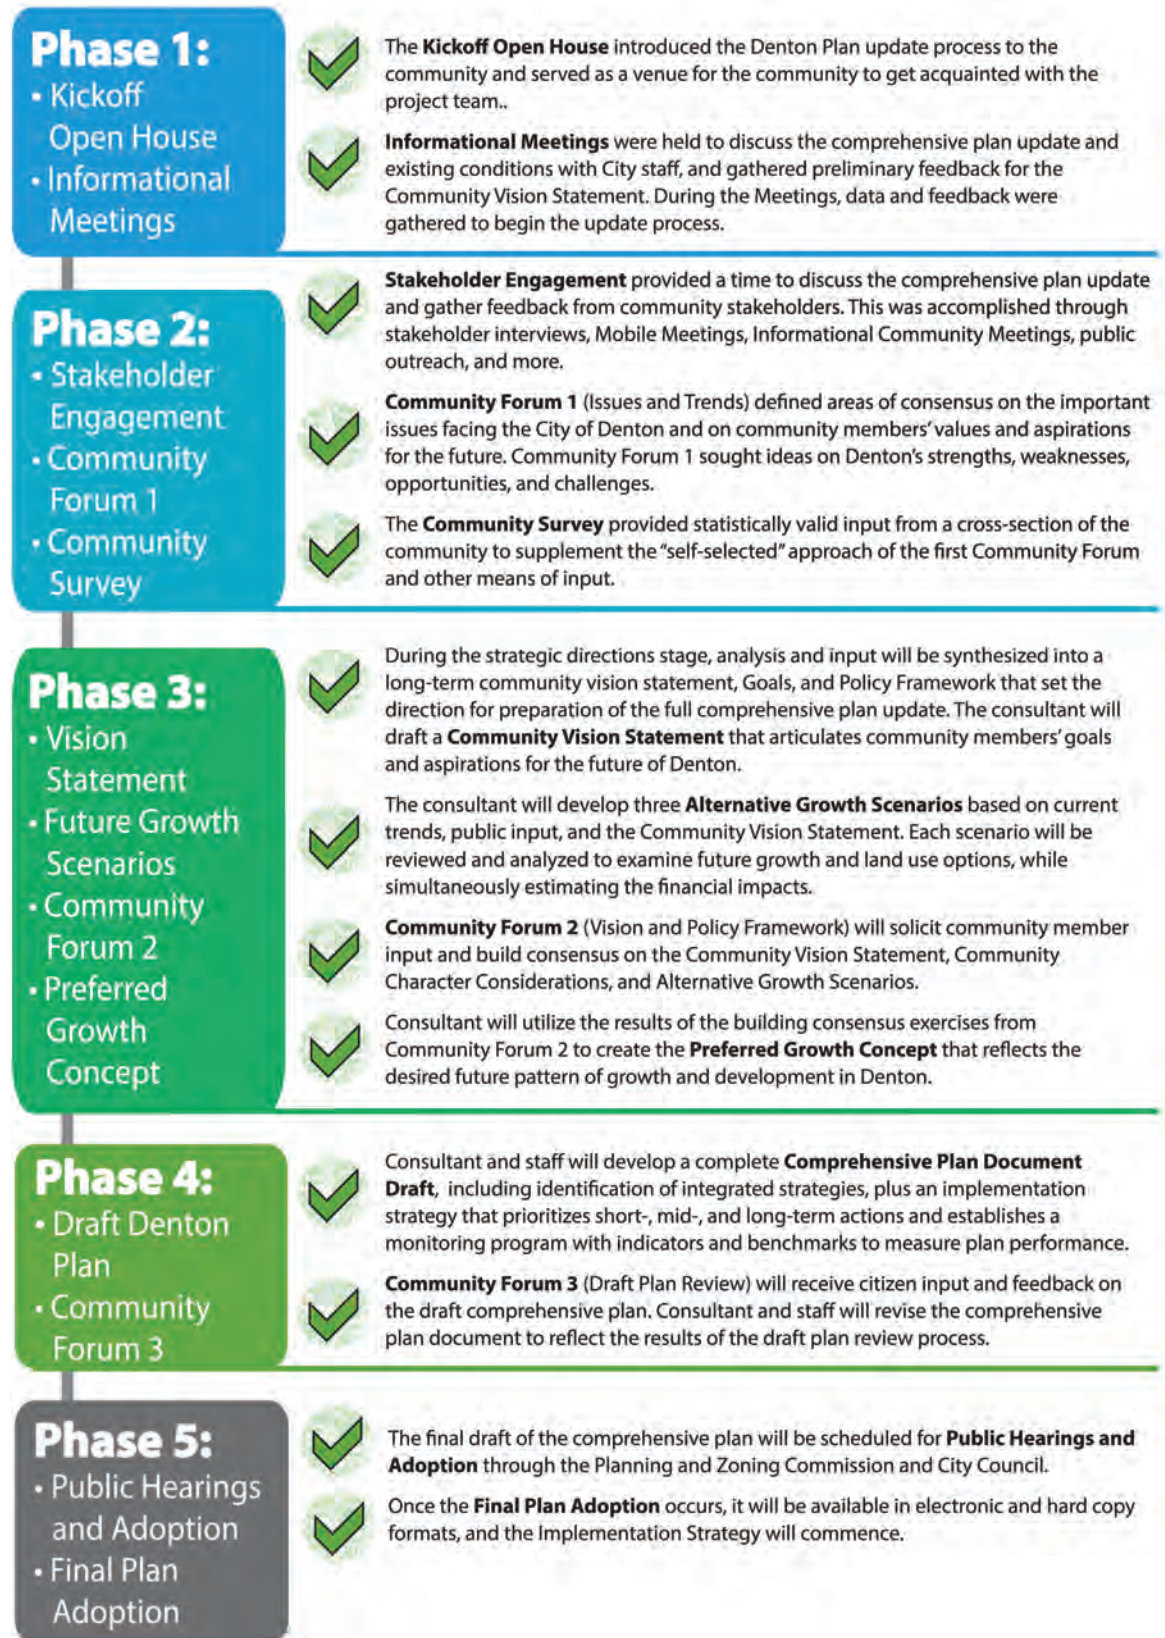 Phase 1:
• Kickoff
Open House
• Informational
Meetings
The Kickoff Open House introduced the Denton Plan update process to the
community and served as a venue for the community to get acquainted with the
project team..
Informational Meetings were held to discuss the comprehensive plan update and
existing conditions with City staff, and gathered preliminary feedback for the
Community Vision Statement. During the Meetings, data and feedback were
gathered to begin the update process.
Phase 2:
• Stakeholder
Engagement
• Community
Forum 1
• Community
Survey
Stakeholder Engagement provided a time to discuss the comprehensive plan update
and gather feedback from community stakeholders. This was accomplished through
stakeholder interviews, Mobile Meetings, Informational Community Meetings, public
outreach, and more.
Community Forum 1 (Issues and Trends) defined areas of consensus on the important
issues facing the City of Denton and on community members' values and aspirations
for the future. Community Forum 1 sought ideas on Denton's strengths, weaknesses,
opportunities, and challenges.
The Community Survey provided statistically valid input from a cross-section of the
community to supplement the "self-selected" approach of the first Community Forum
and other means of input.
Phase 3:
• Vision
Statement
• Future Growth
Scenarios
• Community
Forum 2
• Preferred
Growth
Concept
During the strategic directions stage, analysis and input will be synthesized into a
long-term community vision statement, Goals, and Policy Framework that set the
direction for preparation of the full comprehensive plan update. The consultant will
draft a Community Vision Statement that articulates community members' goals
and aspirations for the future of Denton.
The consultant will develop three Alternative Growth Scenarios based on current
trends, public input, and the Community Vision Statement. Each scenario will be
reviewed and analyzed to examine future growth and land use options, while
simultaneously estimating the financial impacts.
Community Forum 2 (Vision and Policy Framework) will solicit community member
input and build consensus on the Community Vision Statement, Community
Character Considerations, and Alternative Growth Scenarios.
Consultant will utilize the results of the building consensus exercises from
Community Forum 2 to create the Preferred Growth Concept that reflects the
desired future pattern of growth and development in Denton.
Phase 4:
• Draft Denton
Plan
• Community
Forum 3
Consultant and staff will develop a complete Comprehensive Plan Document
Draft, including identification of integrated strategies, plus an implementation
strategy that prioritizes short-, mid-, and long-term actions and establishes a
monitoring program with indicators and benchmarks to measure plan performance.
Community Forum 3 (Draft Plan Review) will receive citizen input and feedback on
the draft comprehensive plan. Consultant and staff will revise the comprehensive
plan document to reflect the results of the draft plan review process.
Phase 5:
• Public Hearings
and Adoption
• Final Plan
Adoption
The final draft of the comprehensive plan will be scheduled for Public Hearings and
Adoption through the Planning and Zoning Commission and City Council.
Once the Final Plan Adoption occurs, it will be available in electronic and hard copy
formats, and the Implementation Strategy will commence.